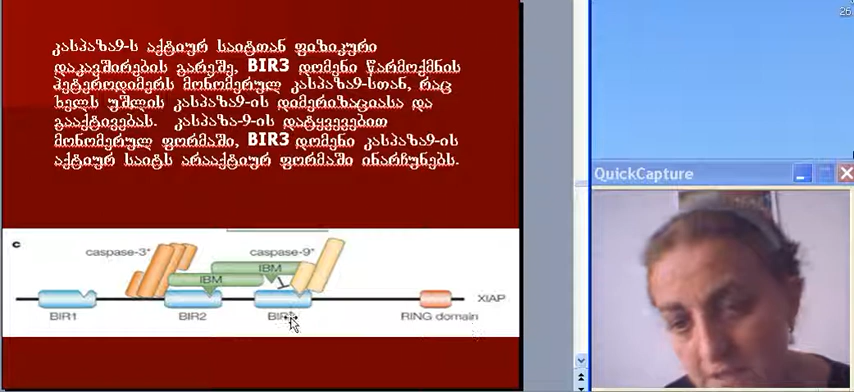 კასპაზა9-ს აქტიურ საიტთან ფიზიკური
დაკავშირების გარეშე, BIR3 დომენი წარმოქმნის
ჰეტეროდიმერს მონომერულ კასპაზა9-სთან, რაც
ხელს უშლის კასპაზა9-ის დიმერიზაციასა და
გააქტივებას. კასპაზა-9-ის დატყვევებით
მონომერულ ფორმაში, BIR3 დომენი კასპაზა9-ის
აქტიურ საიტს არააქტიურ ფორმაში ინარჩუნებს.
c
caspase-3*
caspase-9*
IBM
IBM
XIAP
BIR1
BIR2
RING domain
QuickCapture